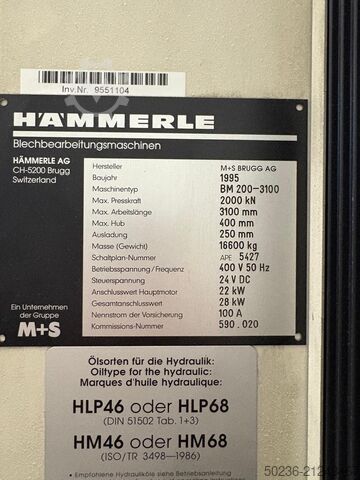 Inv.Nr. 9551104
HÄMMERLE
Blechbearbeitungsmaschinen
HÄMMERLE AG
CH-5200 Brugg
Switzerland
Hersteller M+S BRUGG AG
Baujahr 1995
Maschinentyp BM 200-3100
Max. Presskraft 2000 kN
Max. Arbeitslänge 3100 mm
Max. Hub 400 mm
Ausladung 250 mm
Masse (Gewicht) 16600 kg
Schaltplan-Nummer APE 5427
Betriebsspannung/Frequenz 400 V 50 Hz
Steuerspannung 24 V DC
Anschlusswert Hauptmotor 22 kW
Gesamtanschlusswert 28 kW
Nennstrom der Vorsicherung 100 A
Kommissions-Nummer 590.020
Ein Unternehmen
der Gruppe
M+S
Ölsorten für die Hydraulik:
Oiltype for the hydraulic:
Marques d'huile hydraulique:
HLP46 oder HLP68
(DIN 51502 Tab. 1+3)
HM46 oder HM68
(ISO/TR 3498–1986)
• Empfohlene Hydrauliköle siehe Betriebsanleitung